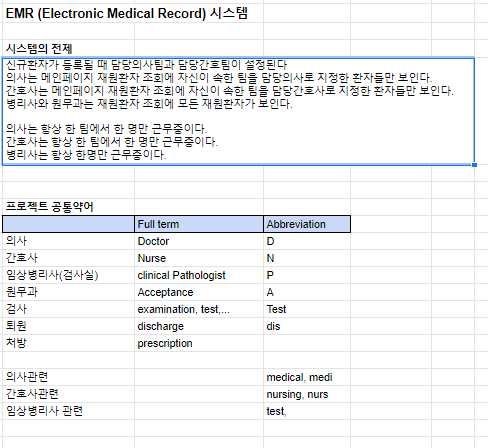 EMR (Electronic Medical Record) 시스템
시스템의 전제
신규환자가 등록될 때 담당의사팀과 담당간호팀이 설정된다
의사는 메인페이지 재원환자 조회에 자신이 속한 팀을 담당의사로 지정한 환자들만 보인다.
간호사는 메인페이지 재원환자 조회에 자신이 속한 팀을 담당간호사로 지정한 환자들만 보인다.
병리사와 원무과는 재원환자 조회에 모든 재원환자가 보인다.
의사는 항상 한 팀에서 한 명만 근무중이다.
간호사는 항상 한 팀에서 한 명만 근무중이다.
병리사는 항상 한명만 근무중이다.
프로젝트 공통약어
Full term Abbreviation
의사 Doctor D
간호사 Nurse N
임상병리사(검사실) clinical Pathologist P
원무과 Acceptance A
검사 examination, test,... Test
퇴원 discharge dis
처방 prescription
의사관련 medical, medi
간호사관련 nursing, nurs
임상병리사 관련 test,